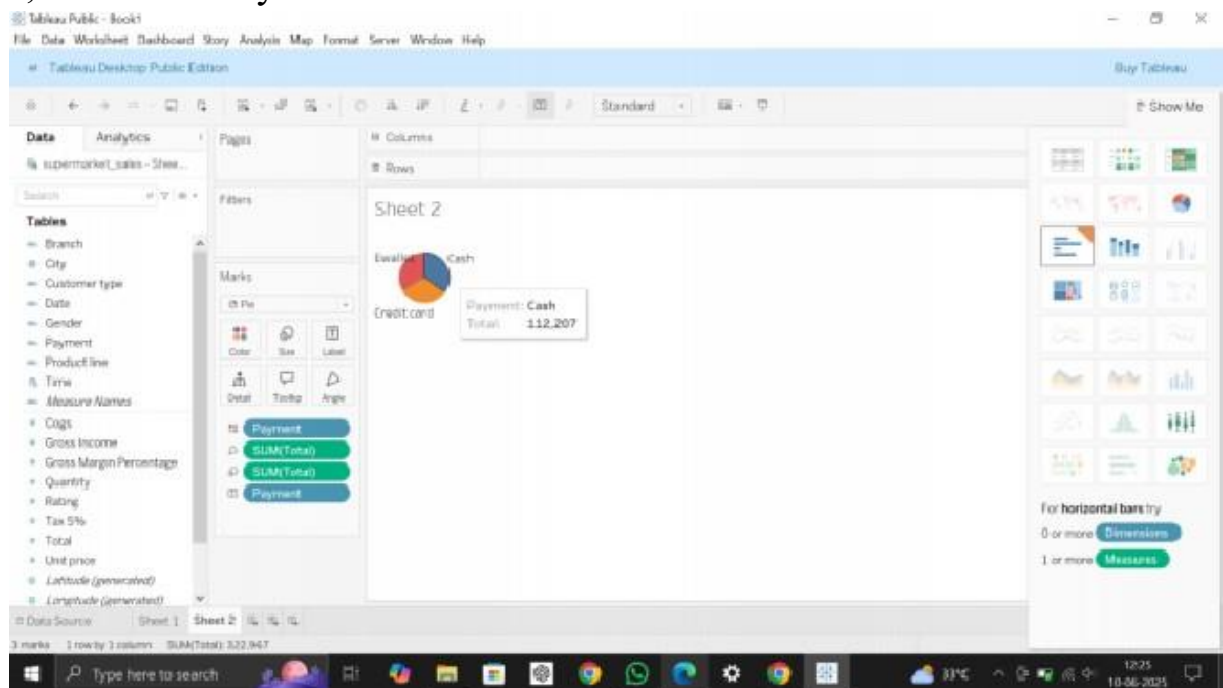 Tableau Public - Book1
File Data Worksheet Dashboard Story Analysis Map Format Server Window Help
Tableau Desktop Public Edition
Buy Tableau
Standard
Show Me
Data Analytics
Pages
Columns
supermarket_sales - Shee...
Rows
Search
Filters
Sheet 2
Tables
Branch
City
Customer type
Date
Gender
Payment
Product line
Time
Measure Names
Cogs
Gross Income
Gross Margin Percentage
Quantity
Rating
Tax 5%
Total
Unit price
Latitude (generated)
Longitude (generated)
Marks
Pie
Color Size Label
Detail Tooltip Angle
Payment
SUM(Total)
SUM(Total)
Payment
Ewallet Cash
Credit card
Payment: Cash
Total: 112,207
For horizontal bars try
0 or more Dimensions
1 or more Measures
Data Source Sheet 1 Sheet 2
3 marks 1 row by 1 column SUM(Total): 322,967
Type here to search
33°C
12:25
10-06-2025